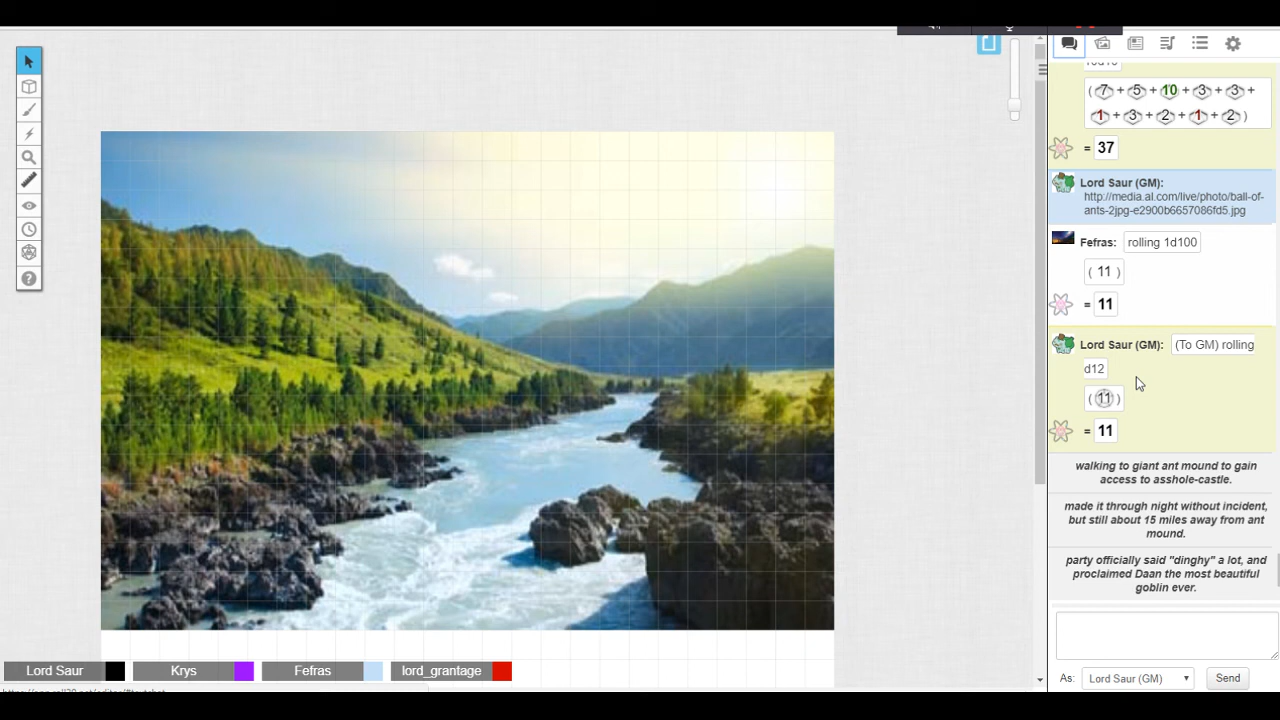 ( 7 + 5 + 10 + 3 + 3 +
1 + 3 + 2 + 1 + 2 )
= 37
Lord Saur (GM):
http://media.al.com/live/photo/ball-of-
ants-2jpg-e2900b6657086fd5.jpg
Fefras: rolling 1d100
( 11 )
= 11
Lord Saur (GM): (To GM) rolling
d12
( 11 )
= 11
walking to giant ant mound to gain
access to asshole-castle.
made it through night without incident,
but still about 15 miles away from ant
mound.
party officially said "dinghy" a lot, and
proclaimed Daan the most beautiful
goblin ever.
Lord Saur
Krys
Fefras
lord_grantage
As: Lord Saur (GM) Send